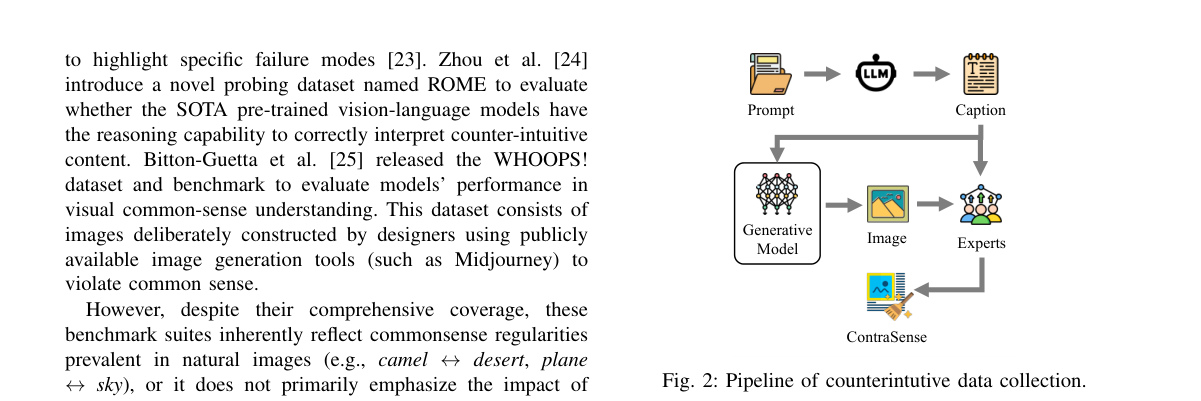 to highlight specific failure modes [23]. Zhou et al. [24]
introduce a novel probing dataset named ROME to evaluate
whether the SOTA pre-trained vision-language models have
the reasoning capability to correctly interpret counter-intuitive
content. Bitton-Guetta et al. [25] released the WHOOPS!
dataset and benchmark to evaluate models’ performance in
visual common-sense understanding. This dataset consists of
images deliberately constructed by designers using publicly
available image generation tools (such as Midjourney) to
violate common sense.
However, despite their comprehensive coverage, these
benchmark suites inherently reflect commonsense regularities
prevalent in natural images (e.g., camel ↔ desert, plane
↔ sky), or it does not primarily emphasize the impact of
LLM
T
Prompt
Caption
Generative
Model
Image
Experts
ContraSense
Fig. 2: Pipeline of counterintutive data collection.